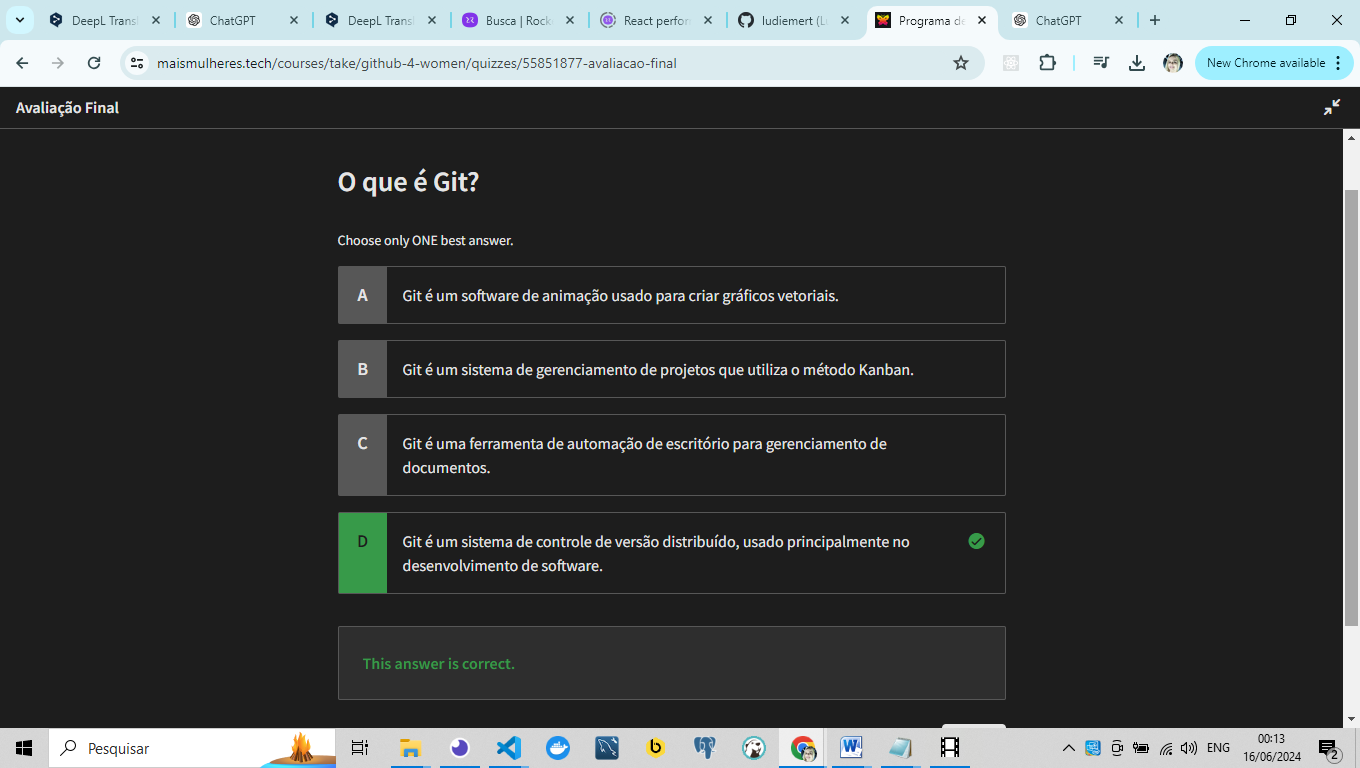 DeepL Transl
ChatGPT
DeepL Transl
Busca | Rock
React perfor
ludiemert (L
Programa de
ChatGPT
maismulheres.tech/courses/take/github-4-women/quizzes/55851877-avaliacao-final
New Chrome available
Avaliação Final
O que é Git?
Choose only ONE best answer.
A
Git é um software de animação usado para criar gráficos vetoriais.
B
Git é um sistema de gerenciamento de projetos que utiliza o método Kanban.
C
Git é uma ferramenta de automação de escritório para gerenciamento de
documentos.
D
Git é um sistema de controle de versão distribuído, usado principalmente no
desenvolvimento de software.
This answer is correct.
Pesquisar
ENG
00:13
16/06/2024
2